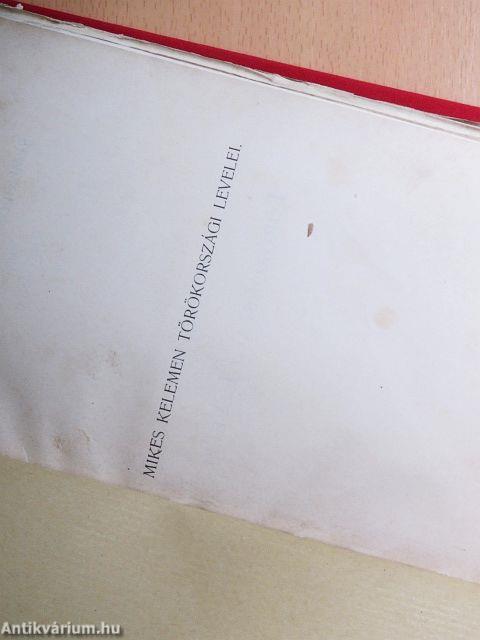 MIKES KELEMEN TÖRÖKORSZÁGI LEVELEI.
Antikvárium.hu